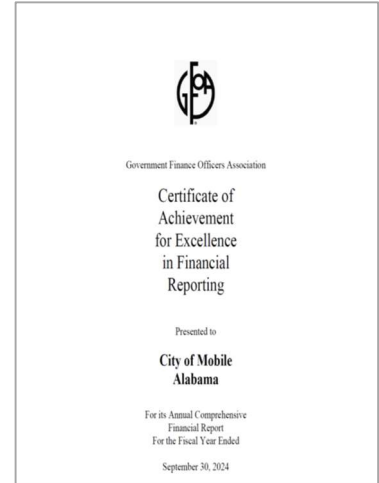 GFOA
Government Finance Officers Association
Certificate of
Achievement
for Excellence
in Financial
Reporting
Presented to
City of Mobile
Alabama
For its Annual Comprehensive
Financial Report
For the Fiscal Year Ended
September 30, 2024